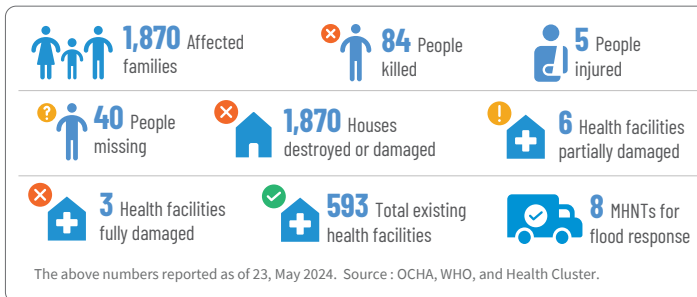 1,870 Affected
families
84 People
killed
5 People
injured
40 People
missing
1,870 Houses
destroyed or damaged
6 Health facilities
partially damaged
3 Health facilities
fully damaged
593 Total existing
health facilities
8 MHNTs for
flood response
The above numbers reported as of 23, May 2024. Source : OCHA, WHO, and Health Cluster.